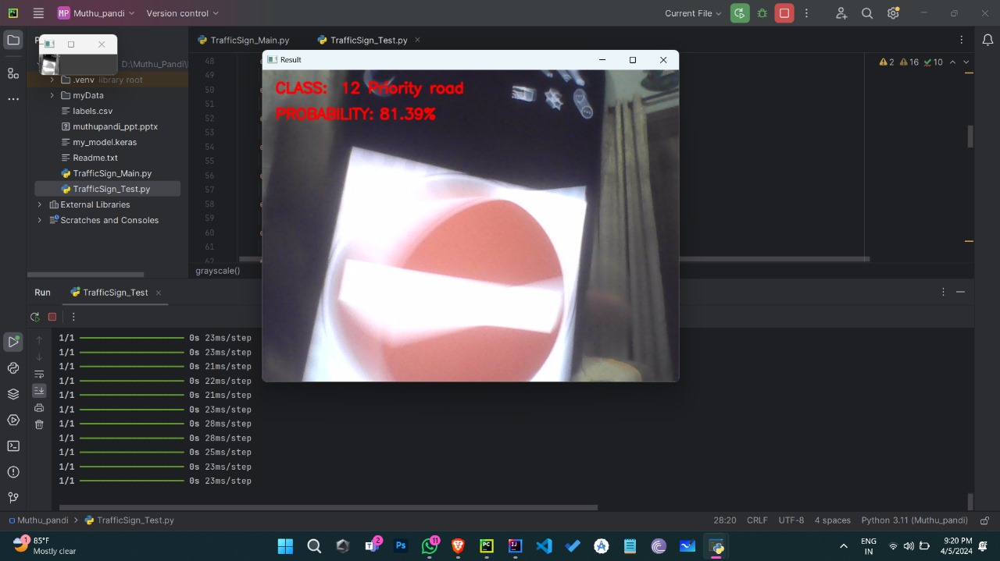 MP Muthu_pandi Version control Current File
TrafficSign_Main.py TrafficSign_Test.py
D:\Muthu_Pandi\
.venv library root
myData
labels.csv
muthupandi_ppt.pptx
my_model.keras
Readme.txt
TrafficSign_Main.py
TrafficSign_Test.py
External Libraries
Scratches and Consoles
48
49
50
51
52
53
54
55
56
57
58
59
60
61
62
2 16 10
grayscale()
Result
CLASS: 12 Priority road
PROBABILITY: 81.39%
Run TrafficSign_Test
1/1 0s 23ms/step
1/1 0s 23ms/step
1/1 0s 21ms/step
1/1 0s 22ms/step
1/1 0s 21ms/step
1/1 0s 23ms/step
1/1 0s 28ms/step
1/1 0s 28ms/step
1/1 0s 25ms/step
1/1 0s 23ms/step
1/1 0s 23ms/step
Muthu_pandi TrafficSign_Test.py 28:20 CRLF UTF-8 4 spaces Python 3.11 (Muthu_pandi)
1 85°F
Mostly clear
2
Ps
11
PC
IJ
ENG
IN
9:20 PM
4/5/2024